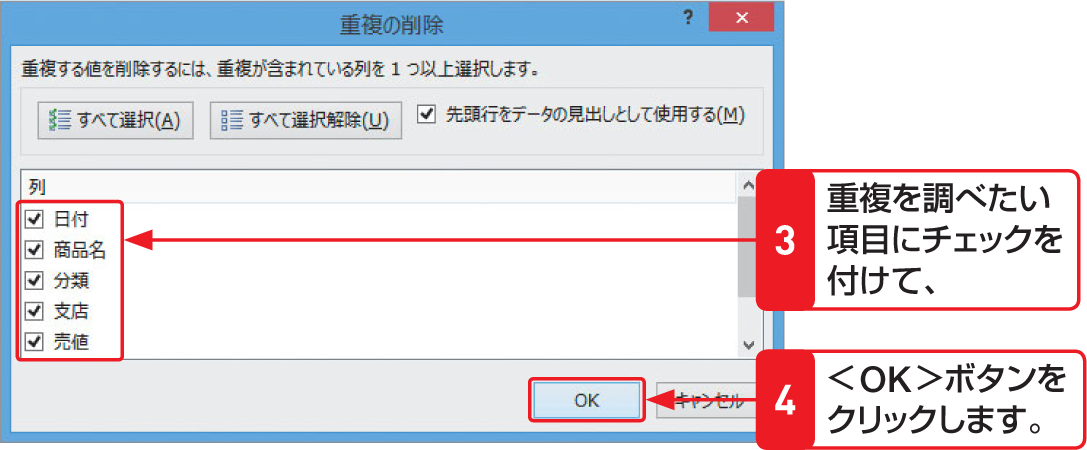 重複の削除
?
重複する値を削除するには、重複が含まれている列を 1 つ以上選択します。
すべて選択(A)
すべて選択解除(U)
先頭行をデータの見出しとして使用する(M)
列
日付
商品名
分類
支店
売値
3
重複を調べたい
項目にチェックを
付けて、
OK
キャンセル
4
＜OK＞ボタンを
クリックします。